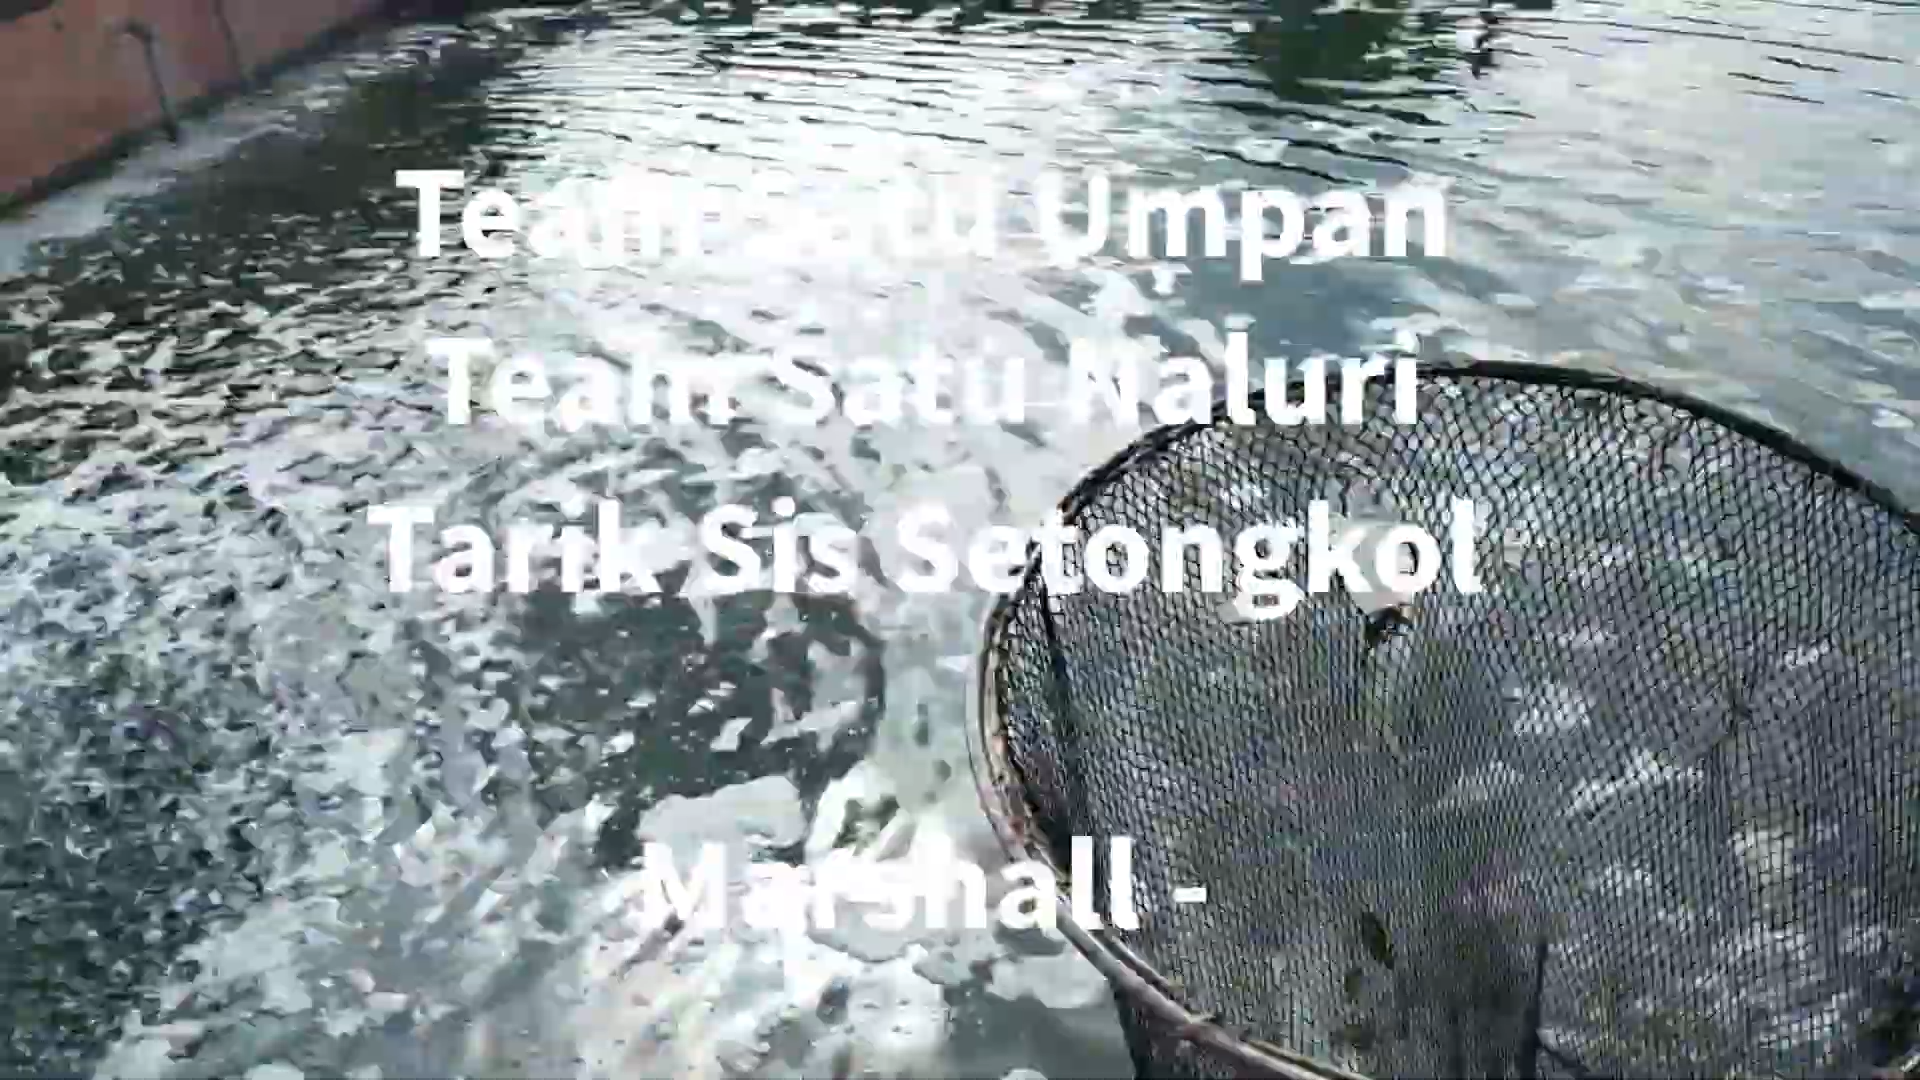 Team Satu Umpan
Team Satu Naluri
Tarik Sis Setongkol -
Marshall -